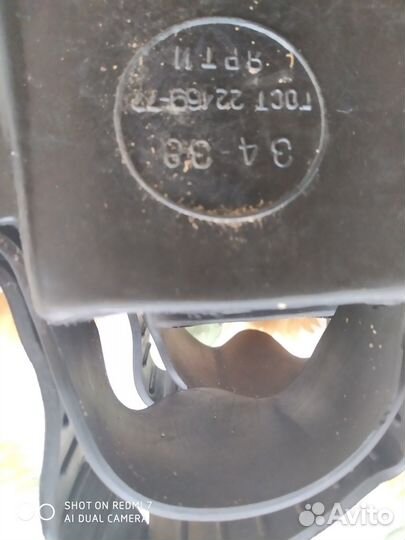 ЯРТИ
ГОСТ 22469-77
34-38
SHOT ON REDMI 7
AI DUAL CAMERA
Avito